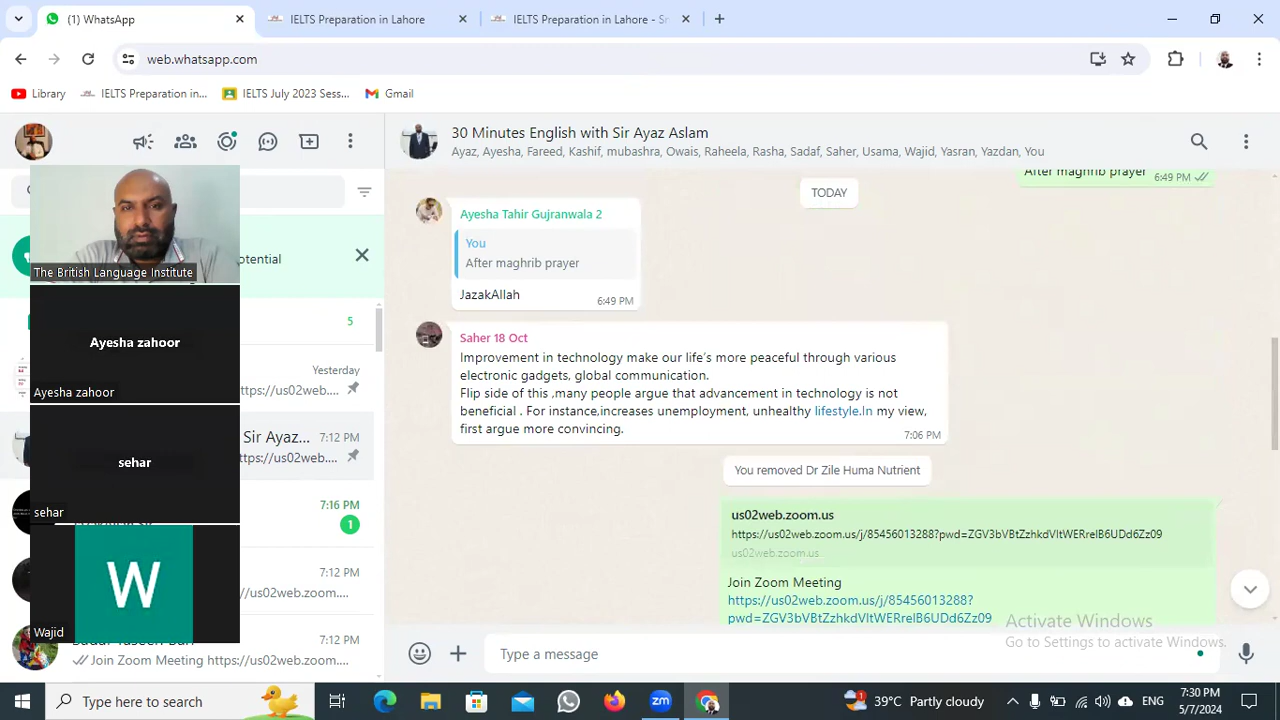 (1) WhatsApp
IELTS Preparation in Lahore
IELTS Preparation in Lahore - Sr
web.whatsapp.com
Library
IELTS Preparation in...
IELTS July 2023 Sess...
Gmail
30 Minutes English with Sir Ayaz Aslam
Ayaz, Ayesha, Fareed, Kashif, mubashra, Owais, Raheela, Rasha, Sadaf, Saher, Usama, Wajid, Yasran, Yazdan, You
After maghrib prayer 6:49 PM
TODAY
Ayesha Tahir Gujranwala 2
You
After maghrib prayer
JazakAllah
6:49 PM
Saher 18 Oct
Improvement in technology make our life's more peaceful through various
electronic gadgets, global communication.
Flip side of this ,many people argue that advancement in technology is not
beneficial . For instance,increases unemployment, unhealthy lifestyle.In my view,
first argue more convincing.
7:06 PM
You removed Dr Zile Huma Nutrient
us02web.zoom.us
https://us02web.zoom.us/j/85456013288?pwd=ZGV3bVBtZzhkdVltWERrelB6UDd6Zz09
us02web.zoom.us
Join Zoom Meeting
https://us02web.zoom.us/j/85456013288?
pwd=ZGV3bVBtZzhkdVltWERrelB6UDd6Zz09
Type a message
Activate Windows
Go to Settings to activate Windows.
The British Language Institute
otential
5
Ayesha zahoor
Ayesha zahoor
Yesterday
https://us02web....
Sir Ayaz... 7:12 PM
https://us02web....
sehar
sehar
7:16 PM
1
7:12 PM
://us02web.zoom....
W
Wajid
7:12 PM
Join Zoom Meeting https://us02web.zoom....
Type here to search
zm
1
39°C Partly cloudy
ENG
7:30 PM
5/7/2024